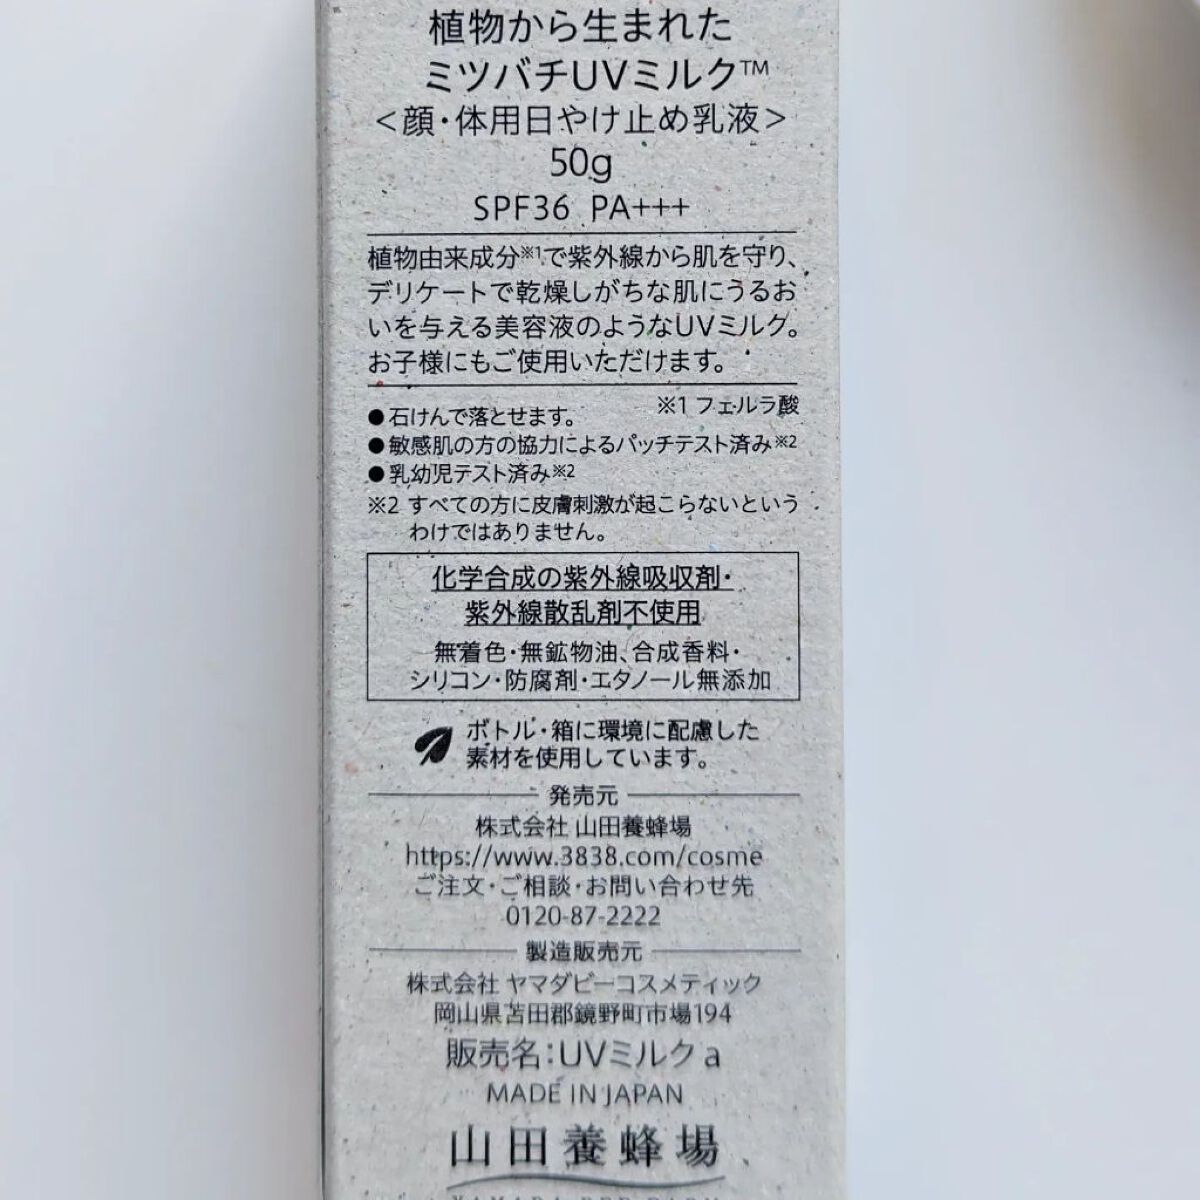 植物から生まれた
ミツバチUVミルク™
<顔・体用日やけ止め乳液>
50g
SPF36 PA+++
植物由来成分※1で紫外線から肌を守り、
デリケートで乾燥しがちな肌にうるお
いを与える美容液のようなUVミルク。
お子様にもご使用いただけます。
※1 フェルラ酸
●石けんで落とせます。
●敏感肌の方の協力によるパッチテスト済み※2
●乳幼児テスト済み※2
※2 すべての方に皮膚刺激が起こらないという
わけではありません。
化学合成の紫外線吸収剤・
紫外線散乱剤不使用
無着色・無鉱物油、合成香料・
シリコン・防腐剤・エタノール無添加
ボトル・箱に環境に配慮した
素材を使用しています。
発売元
株式会社 山田養蜂場
https://www.3838.com/cosme
ご注文・ご相談・お問い合わせ先
0120-87-2222
製造販売元
株式会社 ヤマダビーコスメティック
岡山県苫田郡鏡野町市場194
販売名：UVミルク a
MADE IN JAPAN
山田養蜂場